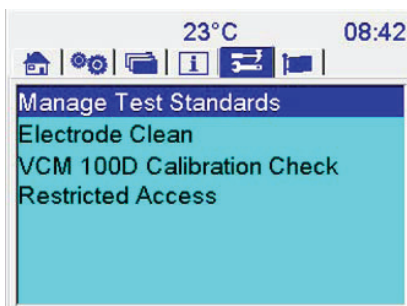 23°C 08:42
Manage Test Standards
Electrode Clean
VCM 100D Calibration Check
Restricted Access